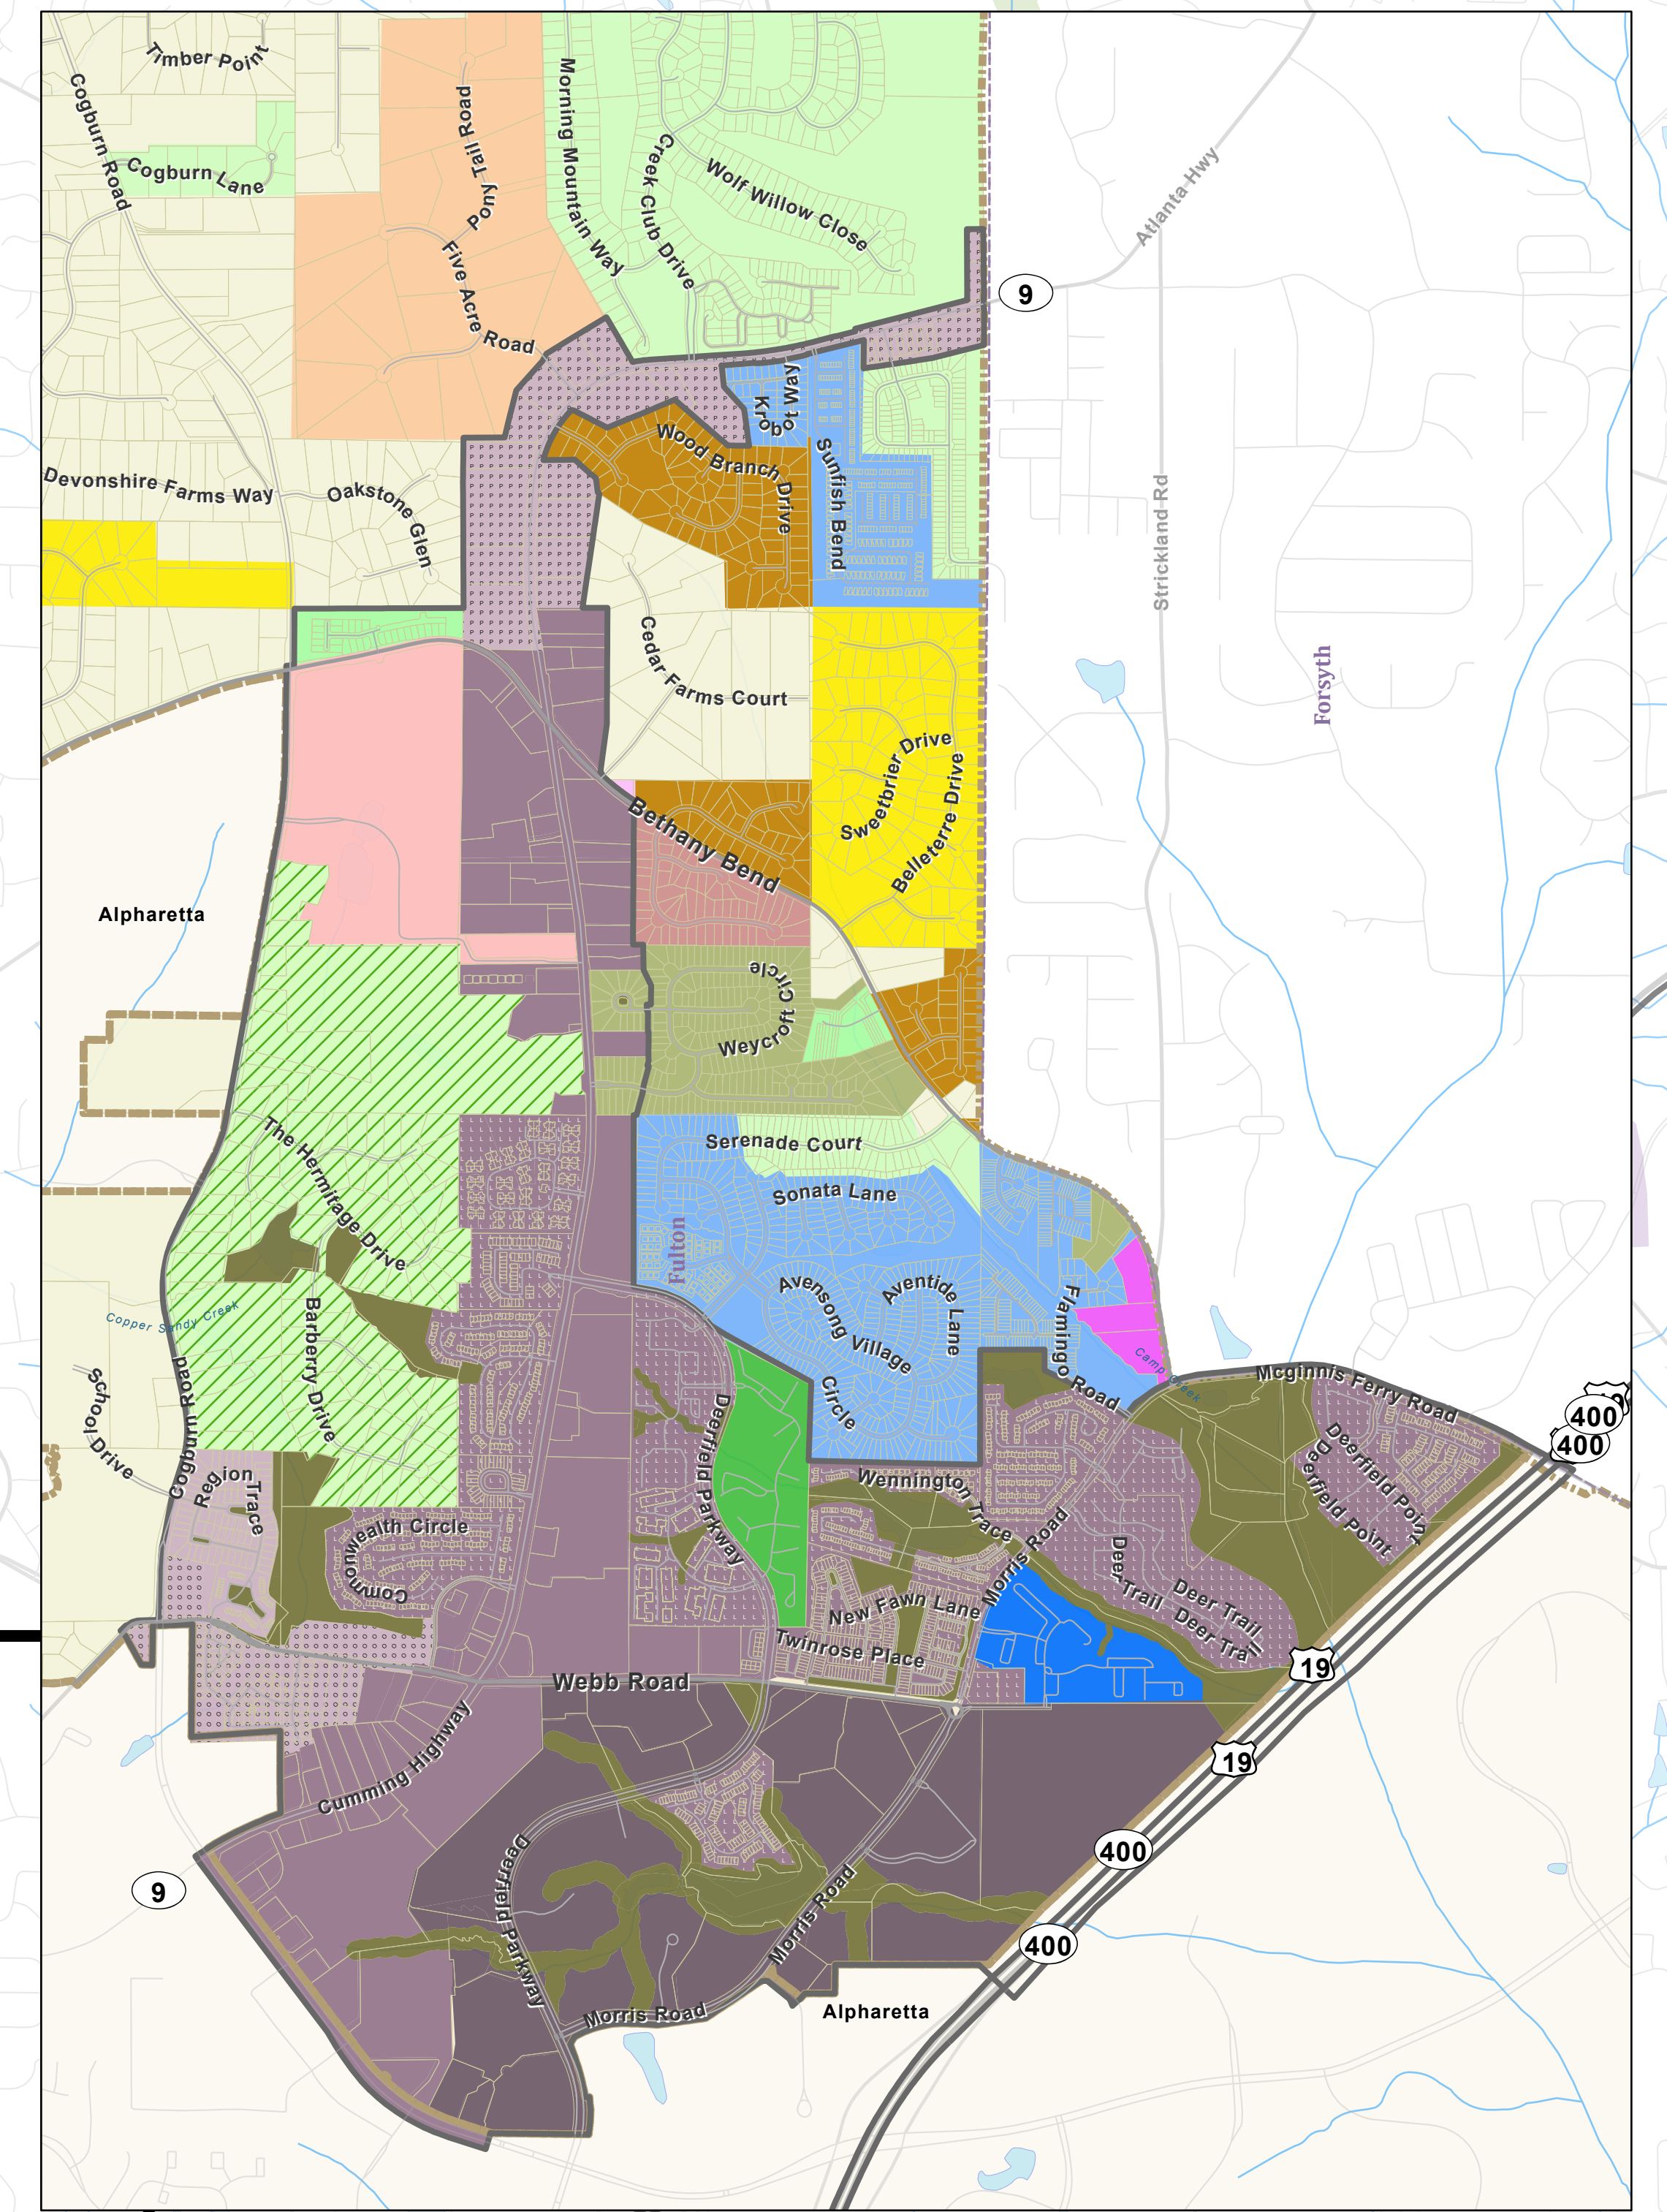 Timber Point
Cogburn Road
Cogburn Lane
Pony Tail Road
Five Acre Road
Morning Mountain Way
Creek Club Drive
Wolf Willow Close
Atlanta Hwy
9
Krobot Way
Wood Branch Drive
Sunfish Bend
Devonshire Farms Way
Oakstone Glen
Strickland Rd
Forsyth
Cedar Farms Court
Sweetbrier Drive
Belleterre Drive
Bethany Bend
Alpharetta
Weycroft Circle
The Hermitage Drive
Serenade Court
Sonata Lane
Fulton
Avensong Village Circle
Aventide Lane
Flamingo Road
Camp Creek
Copper Sandy Creek
Barberry Drive
School Drive
Cogburn Road
Mcginnis Ferry Road
19
400
400
Deerfield Point
Deerfield Point
Deerfield Parkway
Region Trace
Wennington Trace
Commonwealth Circle
Morris Road
Deer Trail
Deer Trail
Deer Trail
New Fawn Lane
Twinrose Place
Webb Road
19
19
Cumming Highway
400
Deerfield Parkway
Morris Road
9
400
Morris Road
Alpharetta